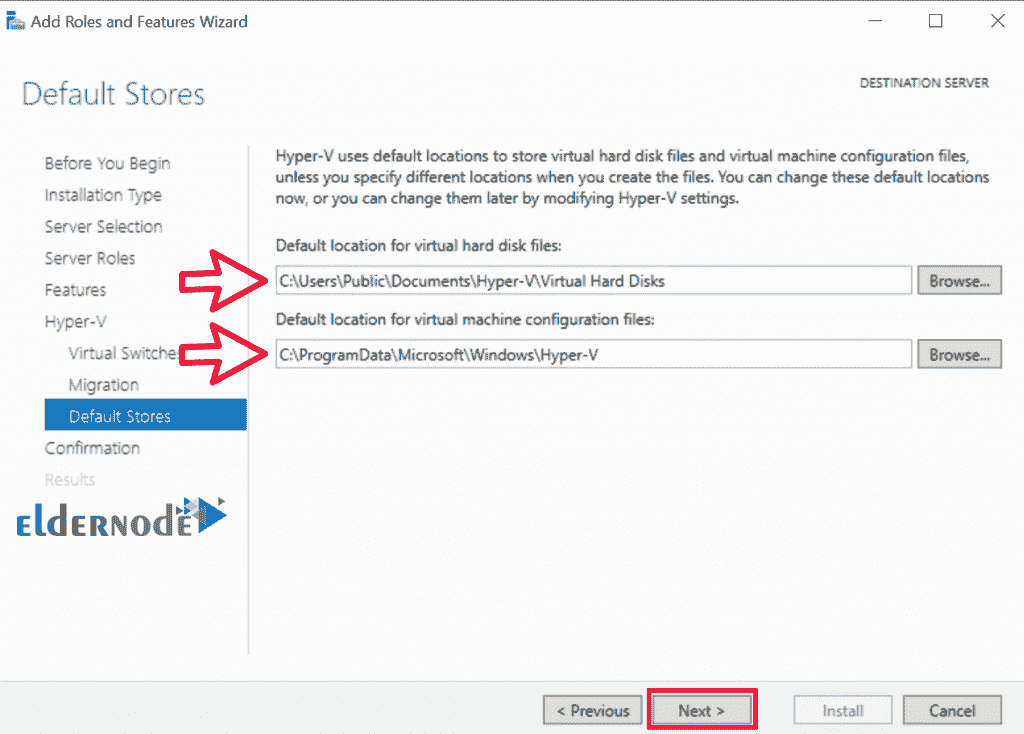 Add Roles and Features Wizard
Default Stores
DESTINATION SERVER
Before You Begin
Installation Type
Server Selection
Server Roles
Features
Hyper-V
Virtual Switches
Migration
Default Stores
Confirmation
Results
ELDERNODE
Hyper-V uses default locations to store virtual hard disk files and virtual machine configuration files,
unless you specify different locations when you create the files. You can change these default locations
now, or you can change them later by modifying Hyper-V settings.
Default location for virtual hard disk files:
C:\Users\Public\Documents\Hyper-V\Virtual Hard Disks
Browse...
Default location for virtual machine configuration files:
C:\ProgramData\Microsoft\Windows\Hyper-V
Browse...
< Previous
Next >
Install
Cancel